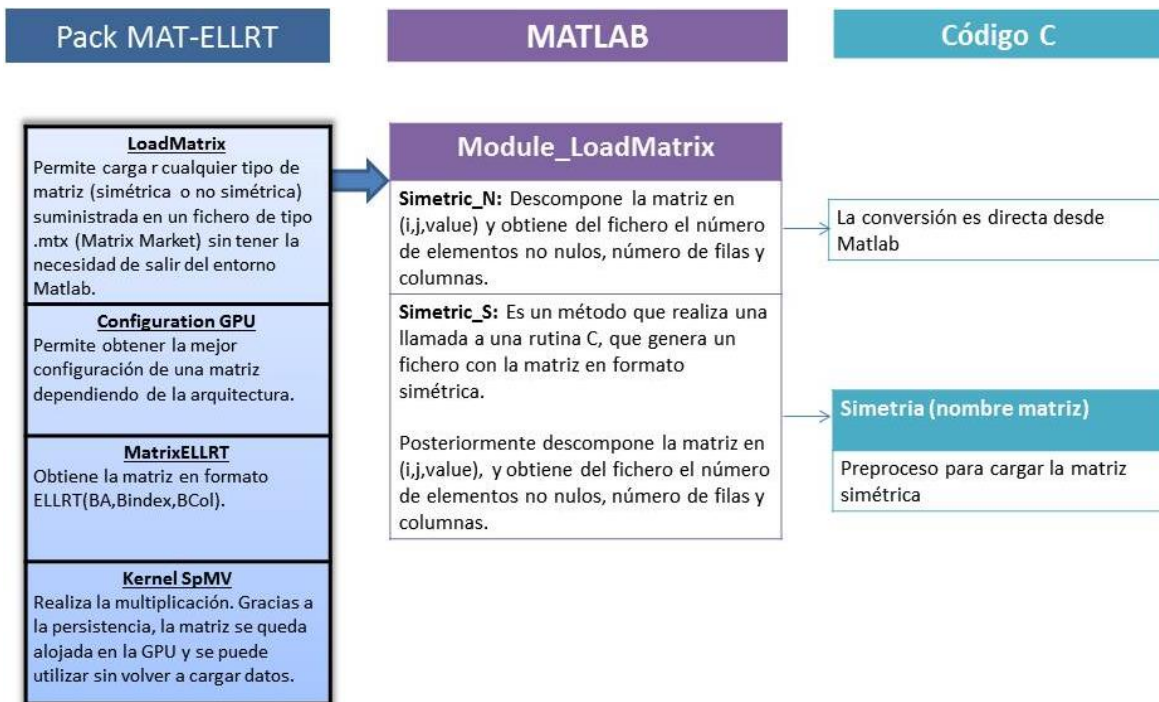 Pack MAT-ELLRT
MATLAB
Código C
LoadMatrix
Permite carga r cualquier tipo de
matriz (simétrica o no simétrica)
suministrada en un fichero de tipo
.mtx (Matrix Market) sin tener la
necesidad de salir del entorno
Matlab.
Configuration GPU
Permite obtener la mejor
configuración de una matriz
dependiendo de la arquitectura.
MatrixELLRT
Obtiene la matriz en formato
ELLRT(BA,Bindex,BCol).
Kernel SpMV
Realiza la multiplicación. Gracias a
la persistencia, la matriz se queda
alojada en la GPU y se puede
utilizar sin volver a cargar datos.
Module_LoadMatrix
Simetric_N: Descompone la matriz en
(i,j,value) y obtiene del fichero el número
de elementos no nulos, número de filas y
columnas.
Simetric_S: Es un método que realiza una
llamada a una rutina C, que genera un
fichero con la matriz en formato
simétrica.
Posteriormente descompone la matriz en
(i,j,value), y obtiene del fichero el número
de elementos no nulos, número de filas y
columnas.
La conversión es directa desde
Matlab
Simetria (nombre matriz)
Preproceso para cargar la matriz
simétrica